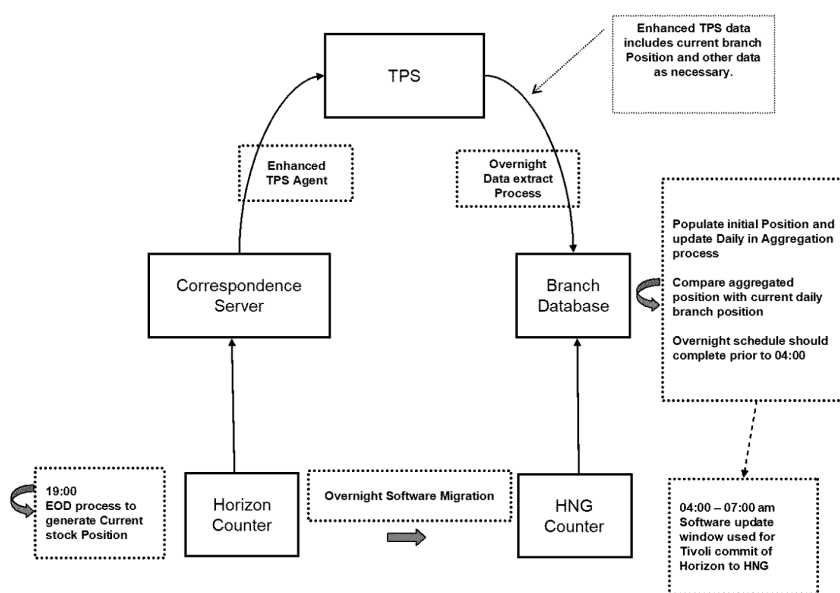 TPS
Enhanced TPS data
includes current branch
Position and other data
as necessary.
Enhanced
TPS Agent
Overnight
Data extract
Process
Populate initial Position and
update Daily in Aggregation
process
Compare aggregated
position with current daily
branch position
Overnight schedule should
complete prior to 04:00
Correspondence
Server
Branch
Database
19:00
EOD process to
generate Current
stock Position
Horizon
Counter
Overnight Software Migration
HNG
Counter
04:00 – 07:00 am
Software update
window used for
Tivoli commit of
Horizon to HNG